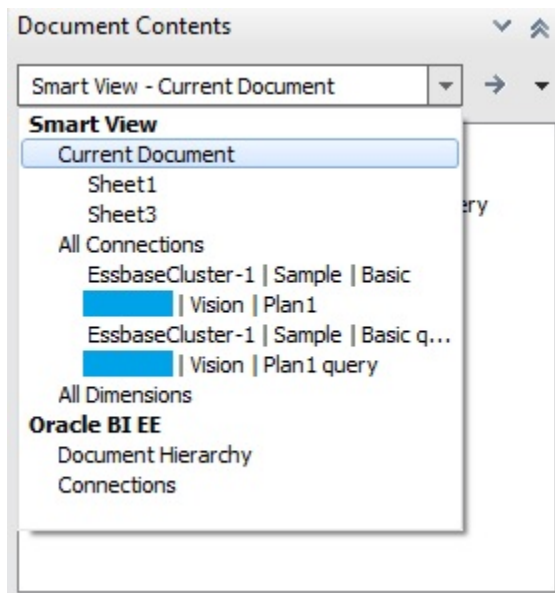 Document Contents
Smart View - Current Document
Smart View
Current Document
Sheet1
Sheet3
ery
All Connections
EssbaseCluster-1 | Sample | Basic
| Vision | Plan1
EssbaseCluster-1 | Sample | Basic q...
| Vision | Plan1 query
All Dimensions
Oracle BI EE
Document Hierarchy
Connections